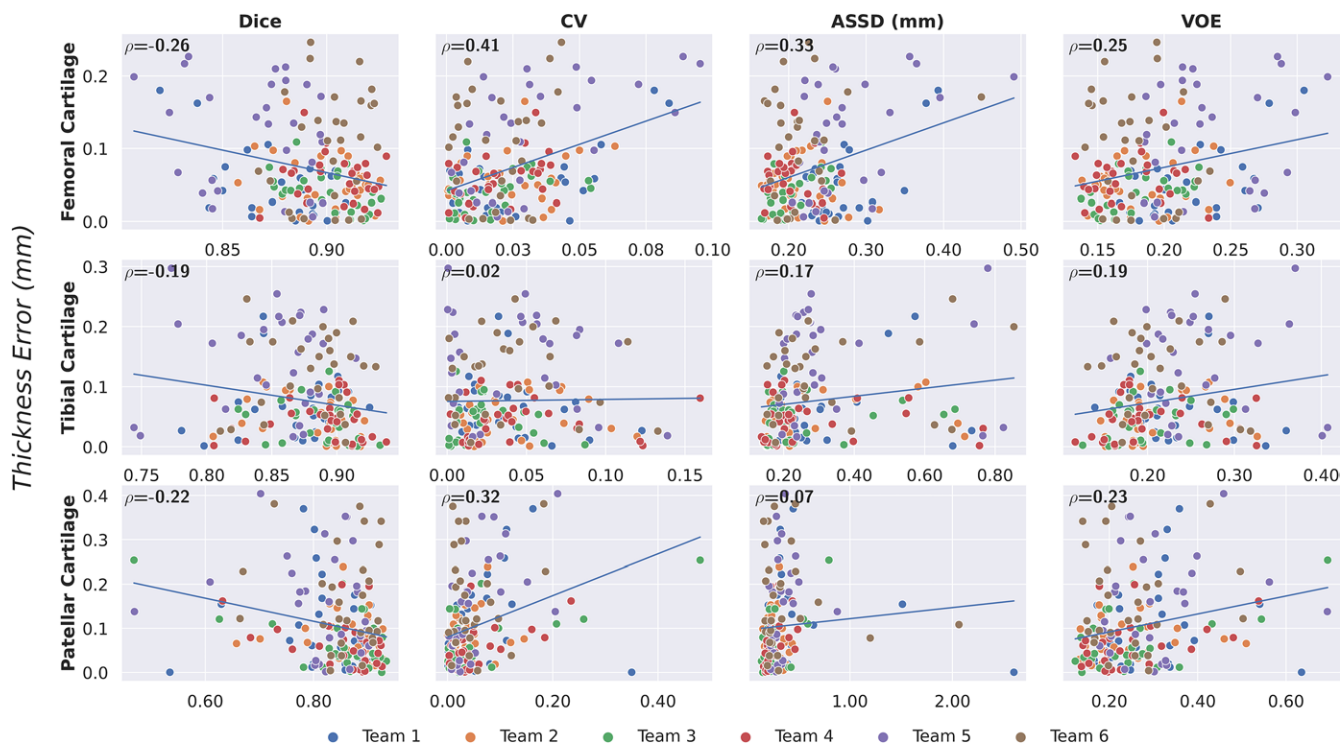 Dice CV ASSD (mm) VOE
Thickness Error (mm)
Femoral Cartilage
ρ=-0.26 ρ=0.41 ρ=0.33 ρ=0.25
0.2
0.1
0.0
0.85 0.90 0.00 0.03 0.05 0.08 0.10 0.20 0.30 0.40 0.50 0.15 0.20 0.25 0.30
Tibial Cartilage
0.3
ρ=-0.19 ρ=0.02 ρ=0.17 ρ=0.19
0.2
0.1
0.0
0.75 0.80 0.85 0.90 0.00 0.05 0.10 0.15 0.20 0.40 0.60 0.80 0.20 0.30 0.40
Patellar Cartilage
ρ=-0.22 ρ=0.32 ρ=0.07 ρ=0.23
0.4
0.3
0.2
0.1
0.0
0.60 0.80 0.00 0.20 0.40 1.00 2.00 0.20 0.40 0.60
Team 1 Team 2 Team 3 Team 4 Team 5 Team 6